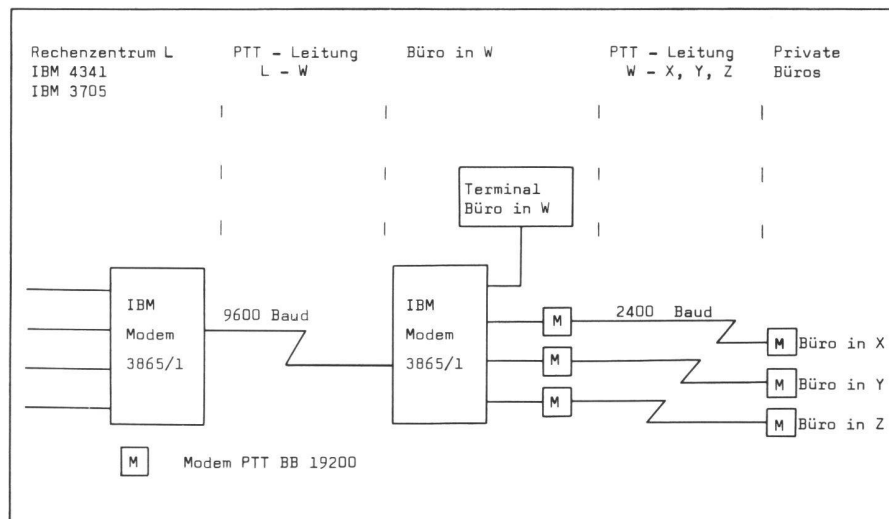 Rechenzentrum L
IBM 4341
IBM 3705
PTT - Leitung
L - W
Büro in W
PTT - Leitung
W - X, Y, Z
Private
Büros
Terminal
Büro in W
IBM
Modem
3865/1
9600 Baud
IBM
Modem
3865/1
M
2400 Baud
M
Büro in X
M
M
Büro in Y
M
M
Büro in Z
M
Modem PTT BB 19200